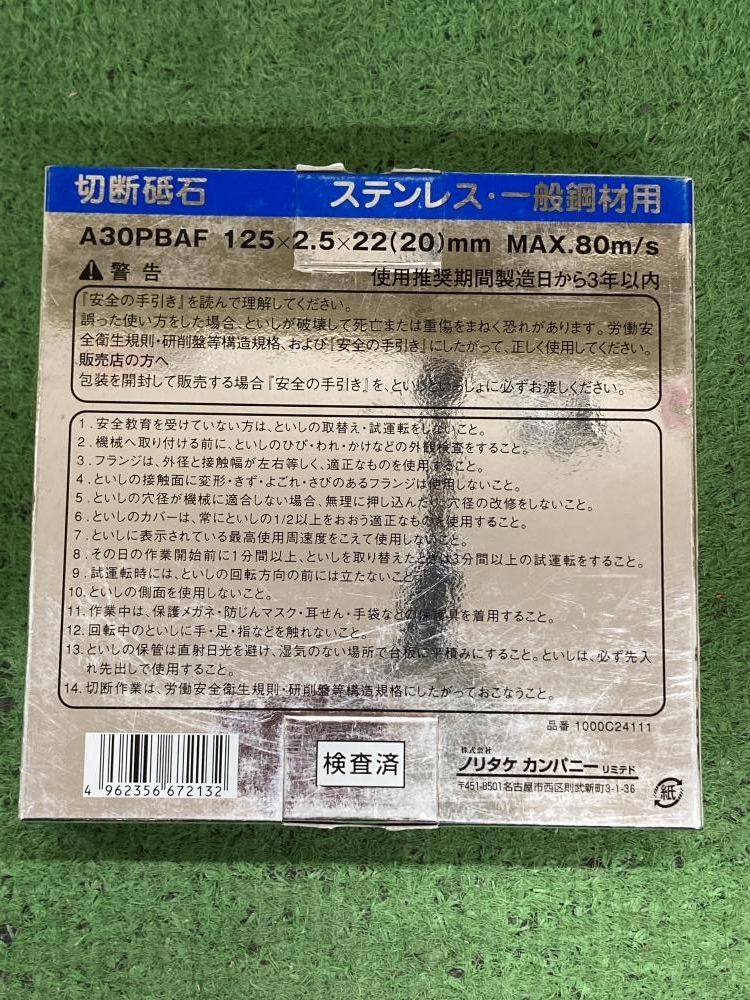 切断砥石 ステンレス・一般鋼材用
A30PBAF 125×2.5×22(20)mm MAX.80m/s
警告 使用推奨期間製造日から3年以内
『安全の手引き』を読んで理解してください。
誤った使い方をした場合、といしが破壊して死亡または重傷をまねく恐れがあります。労働安
全衛生規則・研削盤等構造規格、および『安全の手引き』にしたがって、正しく使用してください。
販売店の方へ
包装を開封して販売する場合『安全の手引き』を、といしといっしょに必ずお渡しください。
1. 安全教育を受けていない方は、といしの取替え・試運転をしないこと。
2. 機械へ取り付ける前に、といしのひび・われ・かけなどの外観検査をすること。
3. フランジは、外径と接触幅が左右等しく、適正なものを使用すること。
4. といしの接触面に変形・きず・よごれ・さびのあるフランジは使用しないこと。
5. といしの穴径が機械に適合しない場合、無理に押し込んだり、穴径の改修をしないこと。
6. といしのカバーは、常にといしの1/2以上をおおう適正なものを使用すること。
7. といしに表示されている最高使用周速度をこえて使用しないこと。
8. その日の作業開始前に1分間以上、といしを取り替えたときは3分間以上の試運転をすること。
9. 試運転時には、といしの回転方向の前には立たないこと。
10. といしの側面を使用しないこと。
11. 作業中は、保護メガネ・防じんマスク・耳せん・手袋などの保護具を着用すること。
12. 回転中のといしに手・足・指などを触れないこと。
13. といしの保管は直射日光を避け、湿気のない場所で台板に平積みにすること。といしは、必ず先入
れ先出しで使用すること。
14. 切断作業は、労働安全衛生規則・研削盤等構造規格にしたがっておこなうこと。
品番 1000C24111
4 962356 672132
検査済
株式会社
ノリタケ カンパニー リミテド
〒451-8501名古屋市西区則武新町3-1-36
紙